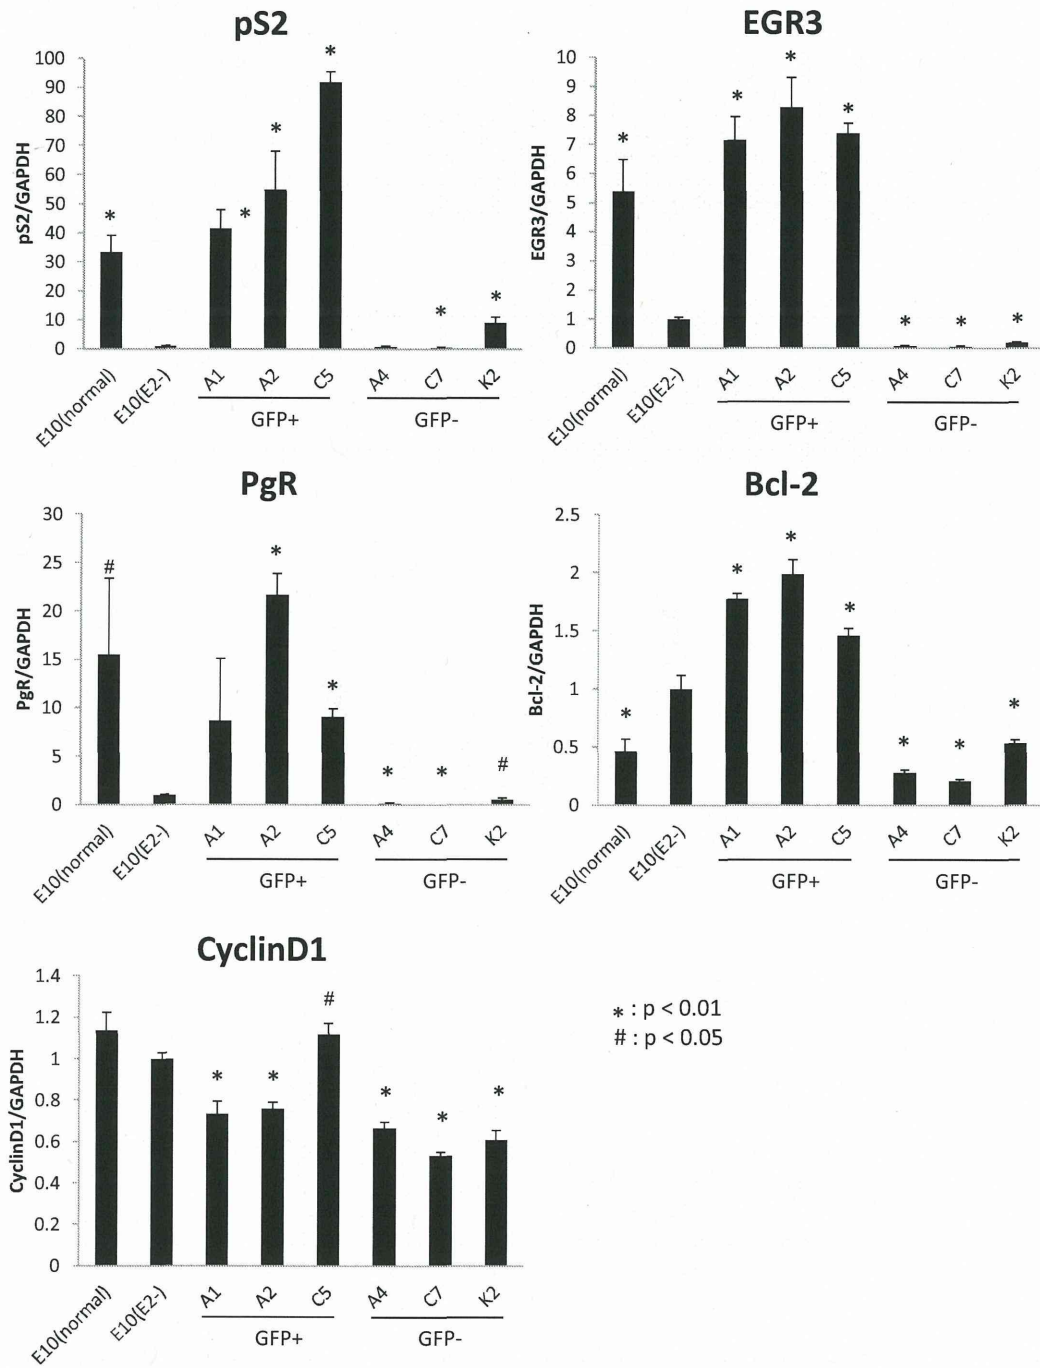 pS2
100
90
80
70
60
50
40
30
20
10
0
pS2/GAPDH
*
*
*
*
*
*
E10(normal)
E10(E2-)
A1
A2
C5
A4
C7
K2
GFP+
GFP-
EGR3
10
9
8
7
6
5
4
3
2
1
0
EGR3/GAPDH
*
*
*
*
*
*
*
E10(normal)
E10(E2-)
A1
A2
C5
A4
C7
K2
GFP+
GFP-
PgR
30
25
20
15
10
5
0
PgR/GAPDH
#
*
*
*
*
#
E10(normal)
E10(E2-)
A1
A2
C5
A4
C7
K2
GFP+
GFP-
Bcl-2
2.5
2
1.5
1
0.5
0
Bcl-2/GAPDH
*
*
*
*
*
*
*
E10(normal)
E10(E2-)
A1
A2
C5
A4
C7
K2
GFP+
GFP-
CyclinD1
1.4
1.2
1
0.8
0.6
0.4
0.2
0
CyclinD1/GAPDH
*
*
#
*
*
*
E10(normal)
E10(E2-)
A1
A2
C5
A4
C7
K2
GFP+
GFP-
* : p < 0.01
# : p < 0.05